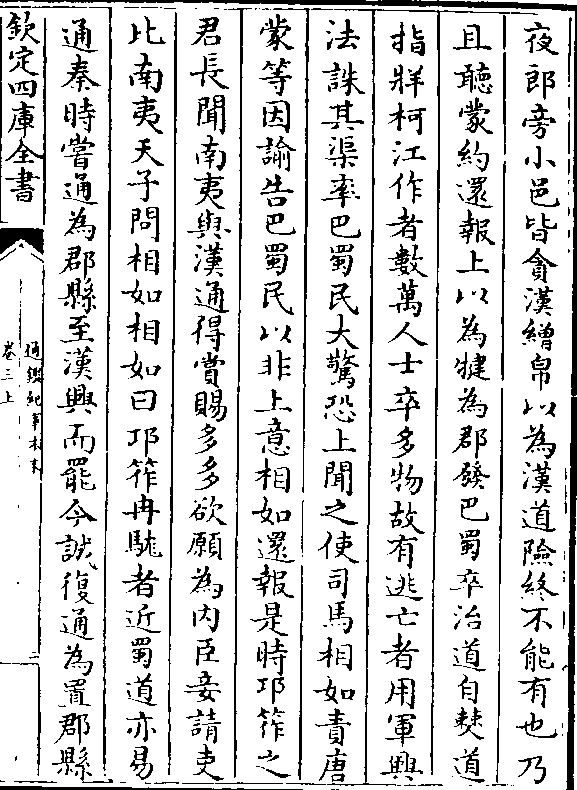 夜郎旁小邑皆貪漢繒帛以為漢道險終不能有也乃
且聽蒙約還報上以為犍為郡發巴蜀卒治道自僰道
指牂柯江作者數萬人士卒多物故有逃亡者用軍興
法誅其渠率巴蜀民大驚恐上聞之使司馬相如責唐
蒙等因諭告巴蜀民以非上意相如還報是時邛筰之
君長聞南夷與漢通得賞賜多多欲願為内臣妾請吏
比南夷天子問相如相如曰邛筰冉駹者近蜀道亦易
通秦時嘗通為郡縣至漢興而罷今誠復通為置郡縣
欽定四庫全書
通鑑紀事本末
卷三上
二